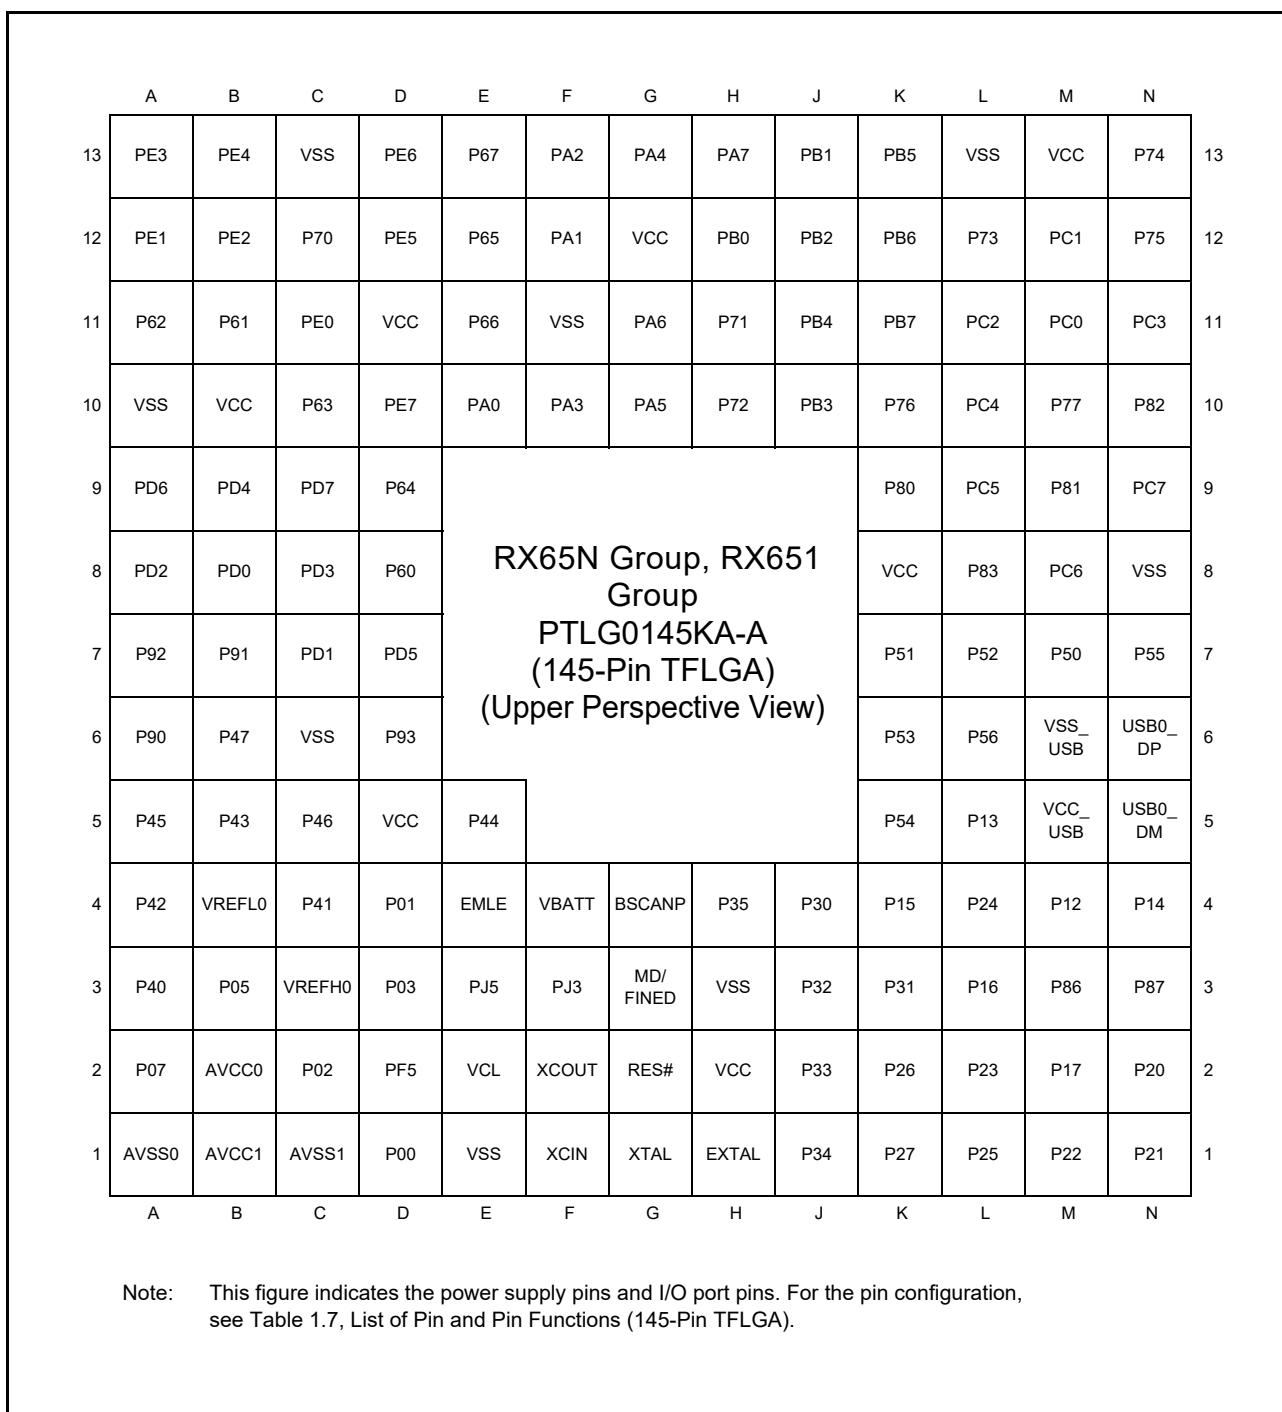 A B C D E F G H J K L M N
13 PE3 PE4 VSS PE6 P67 PA2 PA4 PA7 PB1 PB5 VSS VCC P74 13
12 PE1 PE2 P70 PE5 P65 PA1 VCC PB0 PB2 PB6 P73 PC1 P75 12
11 P62 P61 PE0 VCC P66 VSS PA6 P71 PB4 PB7 PC2 PC0 PC3 11
10 VSS VCC P63 PE7 PA0 PA3 PA5 P72 PB3 P76 PC4 P77 P82 10
9 PD6 PD4 PD7 P64 P80 PC5 P81 PC7 9
8 PD2 PD0 PD3 P60 VCC P83 PC6 VSS 8
7 P92 P91 PD1 PD5 P51 P52 P50 P55 7
6 P90 P47 VSS P93 P53 P56 VSS_ USB USB0_ DP 6
5 P45 P43 P46 VCC P44 P54 P13 VCC_ USB USB0_ DM 5
RX65N Group, RX651
Group
PTLG0145KA-A
(145-Pin TFLGA)
(Upper Perspective View)
4 P42 VREFL0 P41 P01 EMLE VBATT BSCANP P35 P30 P15 P24 P12 P14 4
3 P40 P05 VREFH0 P03 PJ5 PJ3 MD/ FINED VSS P32 P31 P16 P86 P87 3
2 P07 AVCC0 P02 PF5 VCL XCOUT RES# VCC P33 P26 P23 P17 P20 2
1 AVSS0 AVCC1 AVSS1 P00 VSS XCIN XTAL EXTAL P34 P27 P25 P22 P21 1
A B C D E F G H J K L M N
Note: This figure indicates the power supply pins and I/O port pins. For the pin configuration,
see Table 1.7, List of Pin and Pin Functions (145-Pin TFLGA).